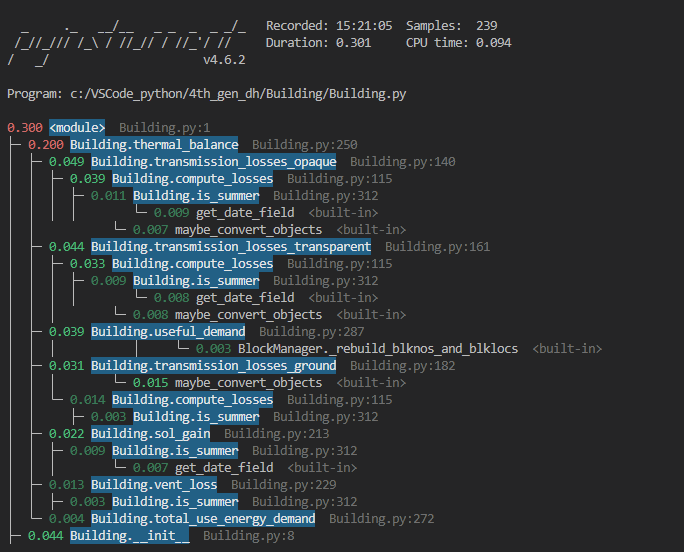 _     ._   __/__   _ _  _  _ _/_   Recorded: 15:21:05  Samples:  239
 /_//_/// /_\ / //_// / //_'/ //     Duration: 0.301     CPU time: 0.094
/   _/                      v4.6.2
Program: c:/VSCode_python/4th_gen_dh/Building/Building.py
0.300 <module>  Building.py:1
├─ 0.200 Building.thermal_balance  Building.py:250
│  ├─ 0.049 Building.transmission_losses_opaque  Building.py:140
│  │  ├─ 0.039 Building.compute_losses  Building.py:115
│  │  │  ├─ 0.011 Building.is_summer  Building.py:312
│  │  │  │     └─ 0.009 get_date_field  <built-in>
│  │  │        └─ 0.007 maybe_convert_objects  <built-in>
│  ├─ 0.044 Building.transmission_losses_transparent  Building.py:161
│  │  ├─ 0.033 Building.compute_losses  Building.py:115
│  │  │  ├─ 0.009 Building.is_summer  Building.py:312
│  │  │  │     └─ 0.008 get_date_field  <built-in>
│  │  │        └─ 0.008 maybe_convert_objects  <built-in>
│  ├─ 0.039 Building.useful_demand  Building.py:287
│  │              │     └─ 0.003 BlockManager._rebuild_blknos_and_blklocs  <built-in>
│  ├─ 0.031 Building.transmission_losses_ground  Building.py:182
│  │  │        └─ 0.015 maybe_convert_objects  <built-in>
│  │  └─ 0.014 Building.compute_losses  Building.py:115
│  │     ├─ 0.003 Building.is_summer  Building.py:312
│  ├─ 0.022 Building.sol_gain  Building.py:213
│  │  ├─ 0.009 Building.is_summer  Building.py:312
│  │  │        └─ 0.007 get_date_field  <built-in>
│  ├─ 0.013 Building.vent_loss  Building.py:229
│  │  ├─ 0.003 Building.is_summer  Building.py:312
│  └─ 0.004 Building.total_use_energy_demand  Building.py:272
├─ 0.044 Building.__init__  Building.py:8